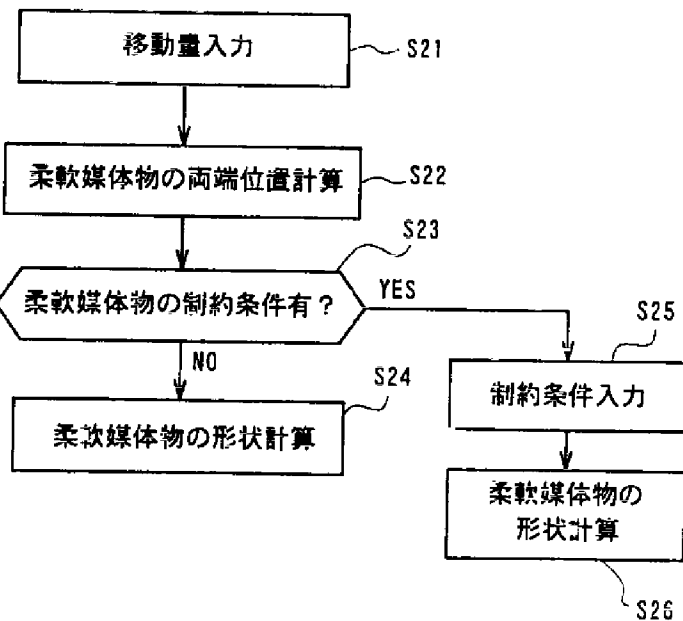 移動量入力
S21
柔軟媒体物の両端位置計算
S22
S23
柔軟媒体物の制約条件有?
YES
NO
S24
柔軟媒体物の形状計算
S25
制約条件入力
柔軟媒体物の
形状計算
S26